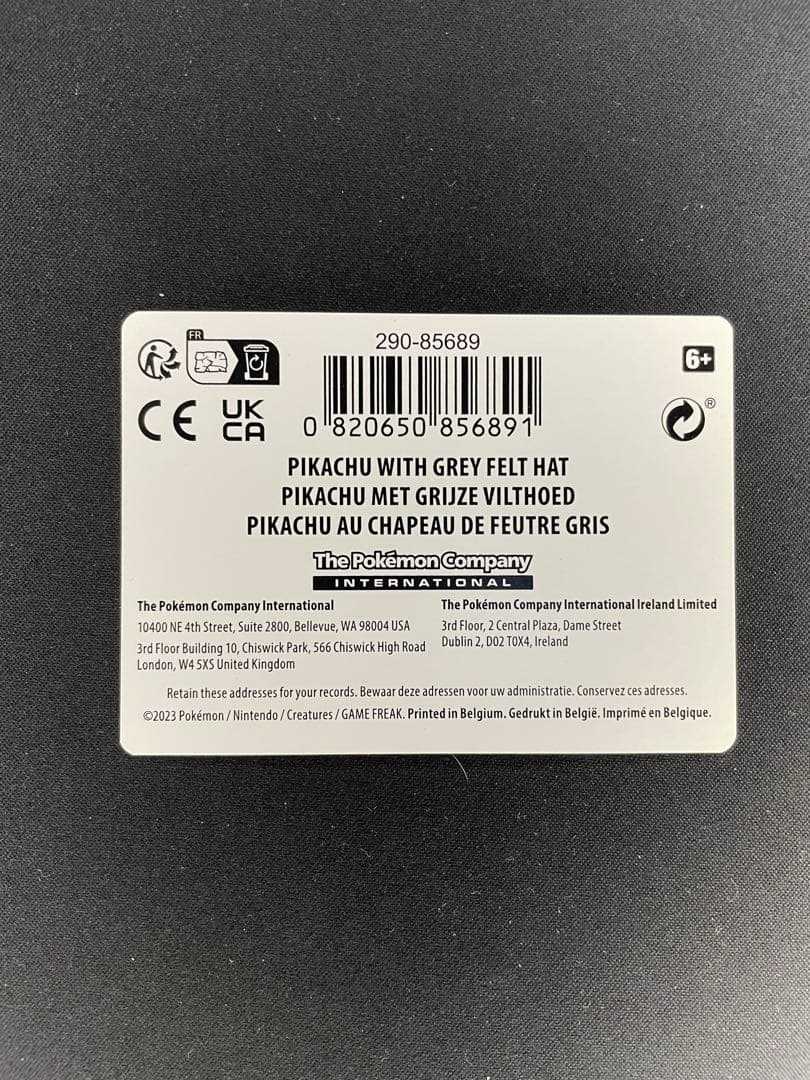 FR
290-85689
6+
CE
UK
CA
®
0 820650 856891
PIKACHU WITH GREY FELT HAT
PIKACHU MET GRIJZE VILTHOED
PIKACHU AU CHAPEAU DE FEUTRE GRIS
The Pokémon Company
INTERNATIONAL
The Pokémon Company International
10400 NE 4th Street, Suite 2800, Bellevue, WA 98004 USA
3rd Floor Building 10, Chiswick Park, 566 Chiswick High Road
London, W4 5XS United Kingdom
The Pokémon Company International Ireland Limited
3rd Floor, 2 Central Plaza, Dame Street
Dublin 2, D02 T0X4, Ireland
Retain these addresses for your records. Bewaar deze adressen voor uw administratie. Conservez ces adresses.
©2023 Pokémon / Nintendo / Creatures / GAME FREAK. Printed in Belgium. Gedrukt in België. Imprimé en Belgique.